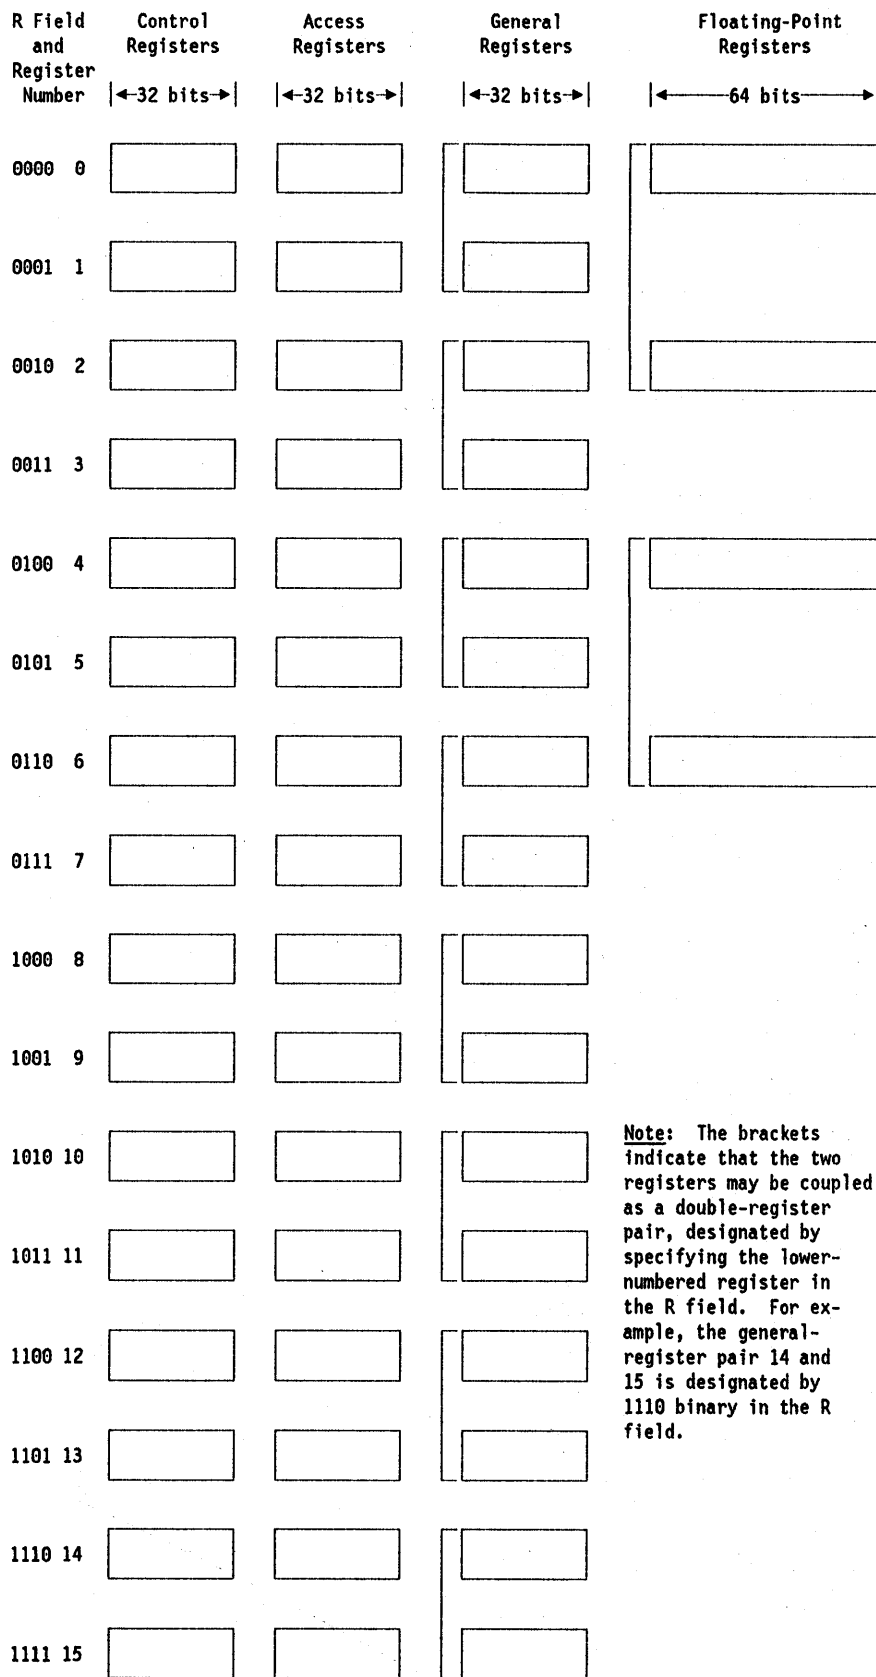 R Field Control Access General Floating-Point
and Registers Registers Registers Registers
Register
Number |←32 bits→| |←32 bits→| |←32 bits→| |←64 bits→
0000 0
0001 1
0010 2
0011 3
0100 4
0101 5
0110 6
0111 7
1000 8
1001 9
1010 10
1011 11
1100 12
1101 13
1110 14
1111 15
Note: The brackets
indicate that the two
registers may be coupled
as a double-register
pair, designated by
specifying the lower-
numbered register in
the R field. For ex-
ample, the general-
register pair 14 and
15 is designated by
1110 binary in the R
field.